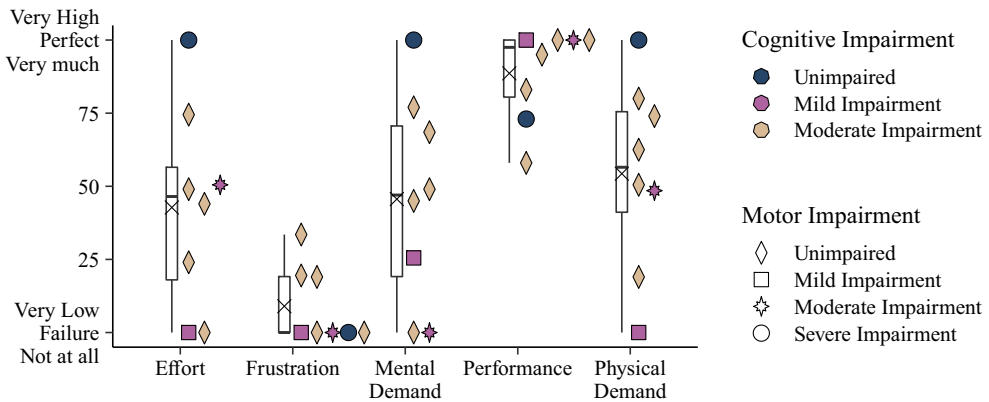 Very High
Perfect
Very much
75
50
25
Very Low
Failure
Not at all
Effort
Frustration
Mental
Demand
Performance
Physical
Demand
Cognitive Impairment
Unimpaired
Mild Impairment
Moderate Impairment
Motor Impairment
Unimpaired
Mild Impairment
Moderate Impairment
Severe Impairment